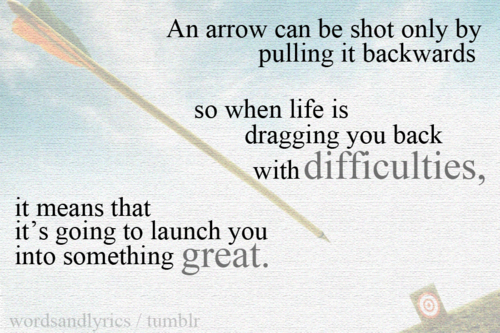 An arrow can be shot only by
pulling it backwards
so when life is
dragging you back
with difficulties,
it means that
it's going to launch you
into something great.
wordsandlyrics / tumblr